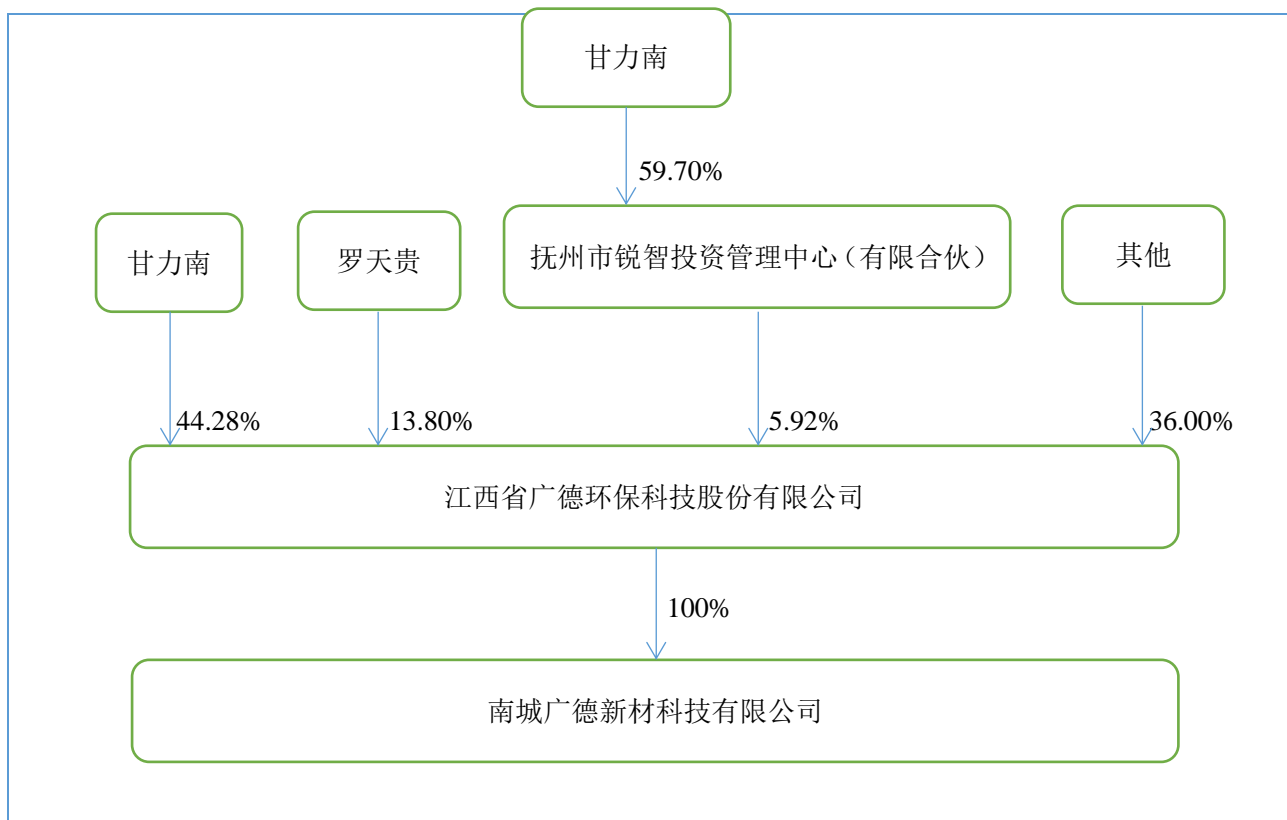 甘力南
59.70%
甘力南
罗天贵
抚州市锐智投资管理中心（有限合伙）
其他
44.28%
13.80%
5.92%
36.00%
江西省广德环保科技股份有限公司
100%
南城广德新材科技有限公司